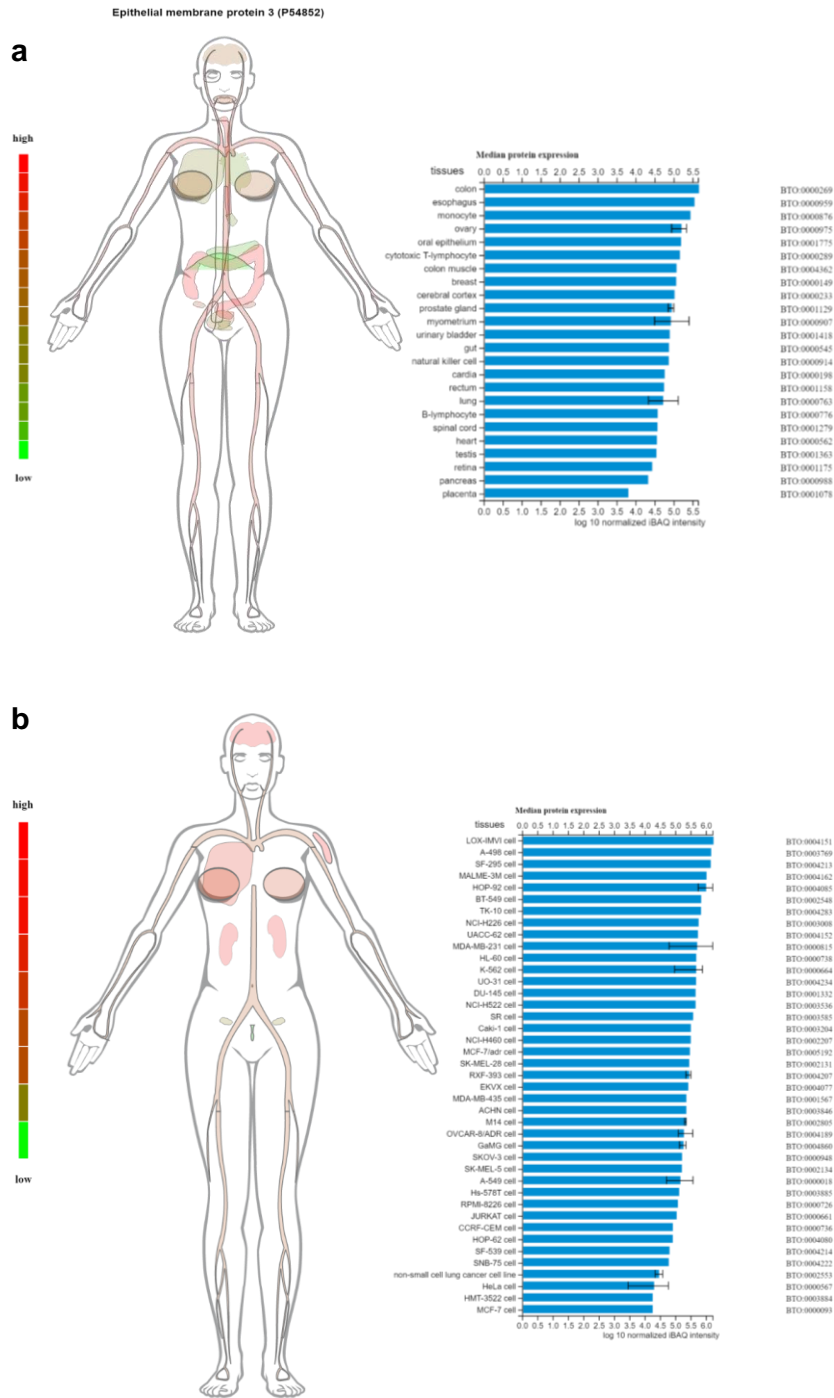 Epithelial membrane protein 3 (P54852)
a
high
low
Median protein expression
tissues
0.0 0.5 1.0 1.5 2.0 2.5 3.0 3.5 4.0 4.5 5.0 5.5
colon BTO:0000269
esophagus BTO:0000959
monocyte BTO:0000876
ovary BTO:0000975
oral epithelium BTO:0001775
cytotoxic T-lymphocyte BTO:0000289
colon muscle BTO:0004362
breast BTO:0000149
cerebral cortex BTO:0000233
prostate gland BTO:0001129
myometrium BTO:0000907
urinary bladder BTO:0001418
gut BTO:0000545
natural killer cell BTO:0000914
cardia BTO:0000198
rectum BTO:0001158
lung BTO:0000763
B-lymphocyte BTO:0000776
spinal cord BTO:0001279
heart BTO:0000562
testis BTO:0001363
retina BTO:0001175
pancreas BTO:0000988
placenta BTO:0001078
0.0 0.5 1.0 1.5 2.0 2.5 3.0 3.5 4.0 4.5 5.0 5.5
log 10 normalized iBAQ intensity
b
high
low
Median protein expression
tissues
0.0 0.5 1.0 1.5 2.0 2.5 3.0 3.5 4.0 4.5 5.0 5.5 6.0
LOX-IMVI cell BTO:0004151
A-498 cell BTO:0003769
SF-295 cell BTO:0004213
MALME-3M cell BTO:0004162
HOP-92 cell BTO:0004085
BT-549 cell BTO:0002548
TK-10 cell BTO:0004283
NCI-H226 cell BTO:0003008
UACC-62 cell BTO:0004152
MDA-MB-231 cell BTO:0000815
HL-60 cell BTO:0000738
K-562 cell BTO:0000664
UO-31 cell BTO:0004234
DU-145 cell BTO:0001332
NCI-H522 cell BTO:0003536
SR cell BTO:0003585
Caki-1 cell BTO:0003204
NCI-H460 cell BTO:0002207
MCF-7/adr cell BTO:0005192
SK-MEL-28 cell BTO:0002131
RXF-393 cell BTO:0004207
EKVX cell BTO:0004077
MDA-MB-435 cell BTO:0001567
ACHN cell BTO:0003846
M14 cell BTO:0002805
OVCAR-8/ADR cell BTO:0004189
GaMG cell BTO:0004860
SKOV-3 cell BTO:0000948
SK-MEL-5 cell BTO:0002134
A-549 cell BTO:0000018
Hs-578T cell BTO:0003885
RPMI-8226 cell BTO:0000726
JURKAT cell BTO:0000661
CCRF-CEM cell BTO:0000736
HOP-62 cell BTO:0004080
SF-539 cell BTO:0004214
SNB-75 cell BTO:0004222
non-small cell lung cancer cell line BTO:0002553
HeLa cell BTO:0000567
HMT-3522 cell BTO:0003884
MCF-7 cell BTO:0000093
0.0 0.5 1.0 1.5 2.0 2.5 3.0 3.5 4.0 4.5 5.0 5.5 6.0
log 10 normalized iBAQ intensity